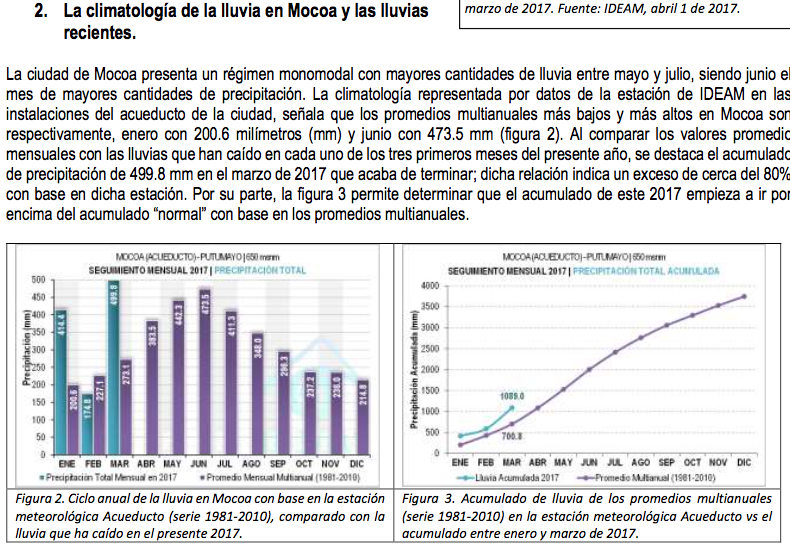 2. La climatología de la lluvia en Mocoa y las lluvias
recientes.
marzo de 2017. Fuente: IDEAM, abril 1 de 2017.
La ciudad de Mocoa presenta un régimen monomodal con mayores cantidades de lluvia entre mayo y julio, siendo junio el
mes de mayores cantidades de precipitación. La climatología representada por datos de la estación de IDEAM en las
instalaciones del acueducto de la ciudad, señala que los promedios multianuales más bajos y más altos en Mocoa son
respectivamente, enero con 200.6 milímetros (mm) y junio con 473.5 mm (figura 2). Al comparar los valores promedio
mensuales con las lluvias que han caído en cada uno de los tres primeros meses del presente año, se destaca el acumulado
de precipitación de 499.8 mm en el marzo de 2017 que acaba de terminar; dicha relación indica un exceso de cerca del 80%
con base en dicha estación. Por su parte, la figura 3 permite determinar que el acumulado de este 2017 empieza a ir por
encima del acumulado “normal” con base en los promedios multianuales.
MOCOA (ACUEDUCTO)-PUTUMAYO | 650 msnm
SEGUIMIENTO MENSUAL 2017 | PRECIPITACIÓN TOTAL
Precipitación (mm)
500
450
400
350
300
250
200
150
100
50
0
414.4
200.6
174.8
227.1
499.8
273.1
383.5
442.3
473.5
411.3
348.0
296.3
237.2
236.0
214.8
ENE FEB MAR ABR MAY JUN JUL AGO SEP OCT NOV DIC
Precipitación Total Mensual en 2017 Promedio Mensual Multianual (1981-2010)
Figura 2. Ciclo anual de la lluvia en Mocoa con base en la estación
meteorológica Acueducto (serie 1981-2010), comparado con la
lluvia que ha caído en el presente 2017.
MOCOA (ACUEDUCTO)-PUTUMAYO | 650 msnm
SEGUIMIENTO MENSUAL 2017 | PRECIPITACIÓN TOTAL ACUMULADA
Precipitación Acumulada (mm)
4000
3500
3000
2500
2000
1500
1000
500
0
1089.0
700.8
ENE FEB MAR ABR MAY JUN JUL AGO SEP OCT NOV DIC
Lluvia Acumulada 2017 Promedio Multianual (1981-2010)
Figura 3. Acumulado de lluvia de los promedios multianuales
(serie 1981-2010) en la estación meteorológica Acueducto vs el
acumulado entre enero y marzo de 2017.